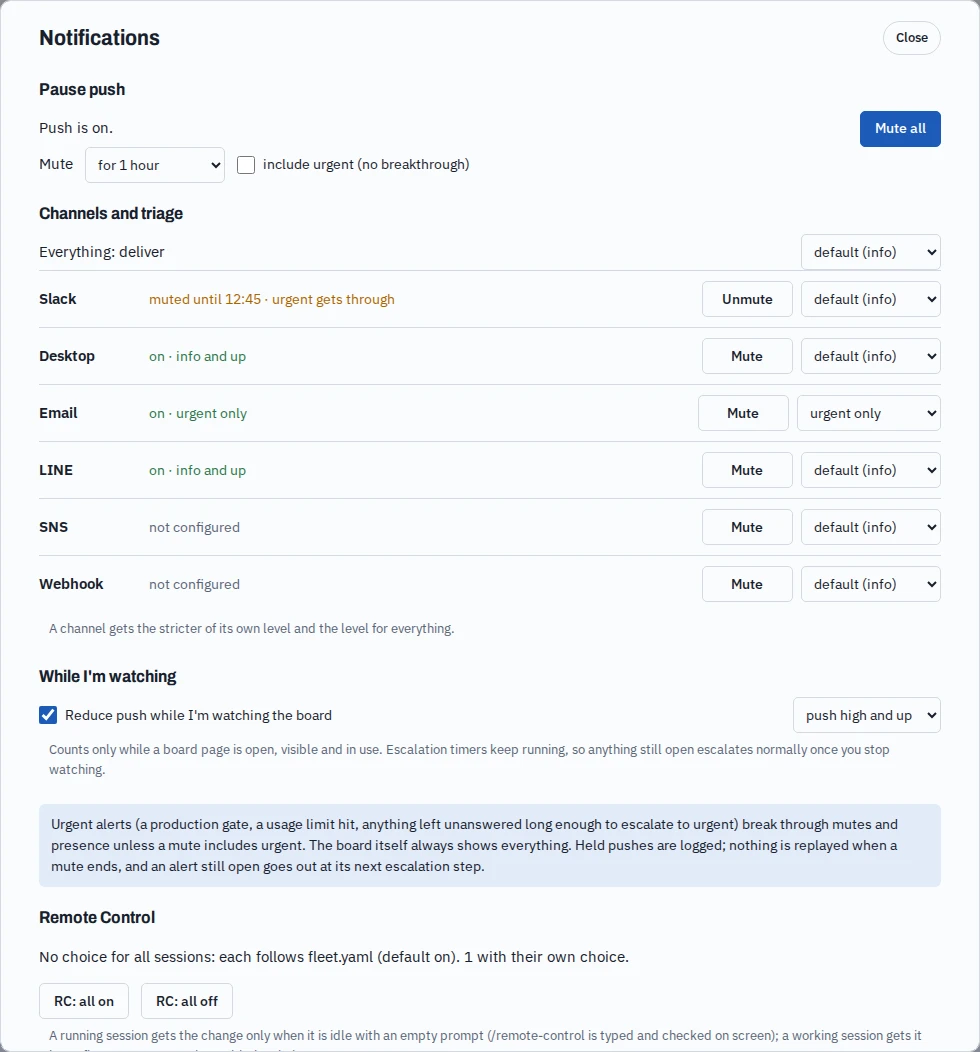 Notifications
Close
Pause push
Push is on.
Mute all
Mute for 1 hour include urgent (no breakthrough)
Channels and triage
Everything: deliver default (info)
Slack muted until 12:45 · urgent gets through Unmute default (info)
Desktop on · info and up Mute default (info)
Email on · urgent only Mute urgent only
LINE on · info and up Mute default (info)
SNS not configured Mute default (info)
Webhook not configured Mute default (info)
A channel gets the stricter of its own level and the level for everything.
While I'm watching
Reduce push while I'm watching the board push high and up
Counts only while a board page is open, visible and in use. Escalation timers keep running, so anything still open escalates normally once you stop
watching.
Urgent alerts (a production gate, a usage limit hit, anything left unanswered long enough to escalate to urgent) break through mutes and
presence unless a mute includes urgent. The board itself always shows everything. Held pushes are logged; nothing is replayed when a
mute ends, and an alert still open goes out at its next escalation step.
Remote Control
No choice for all sessions: each follows fleet.yaml (default on). 1 with their own choice.
RC: all on RC: all off
A running session gets the change only when it is idle with an empty prompt (/remote-control is typed and checked on screen); a working session gets it